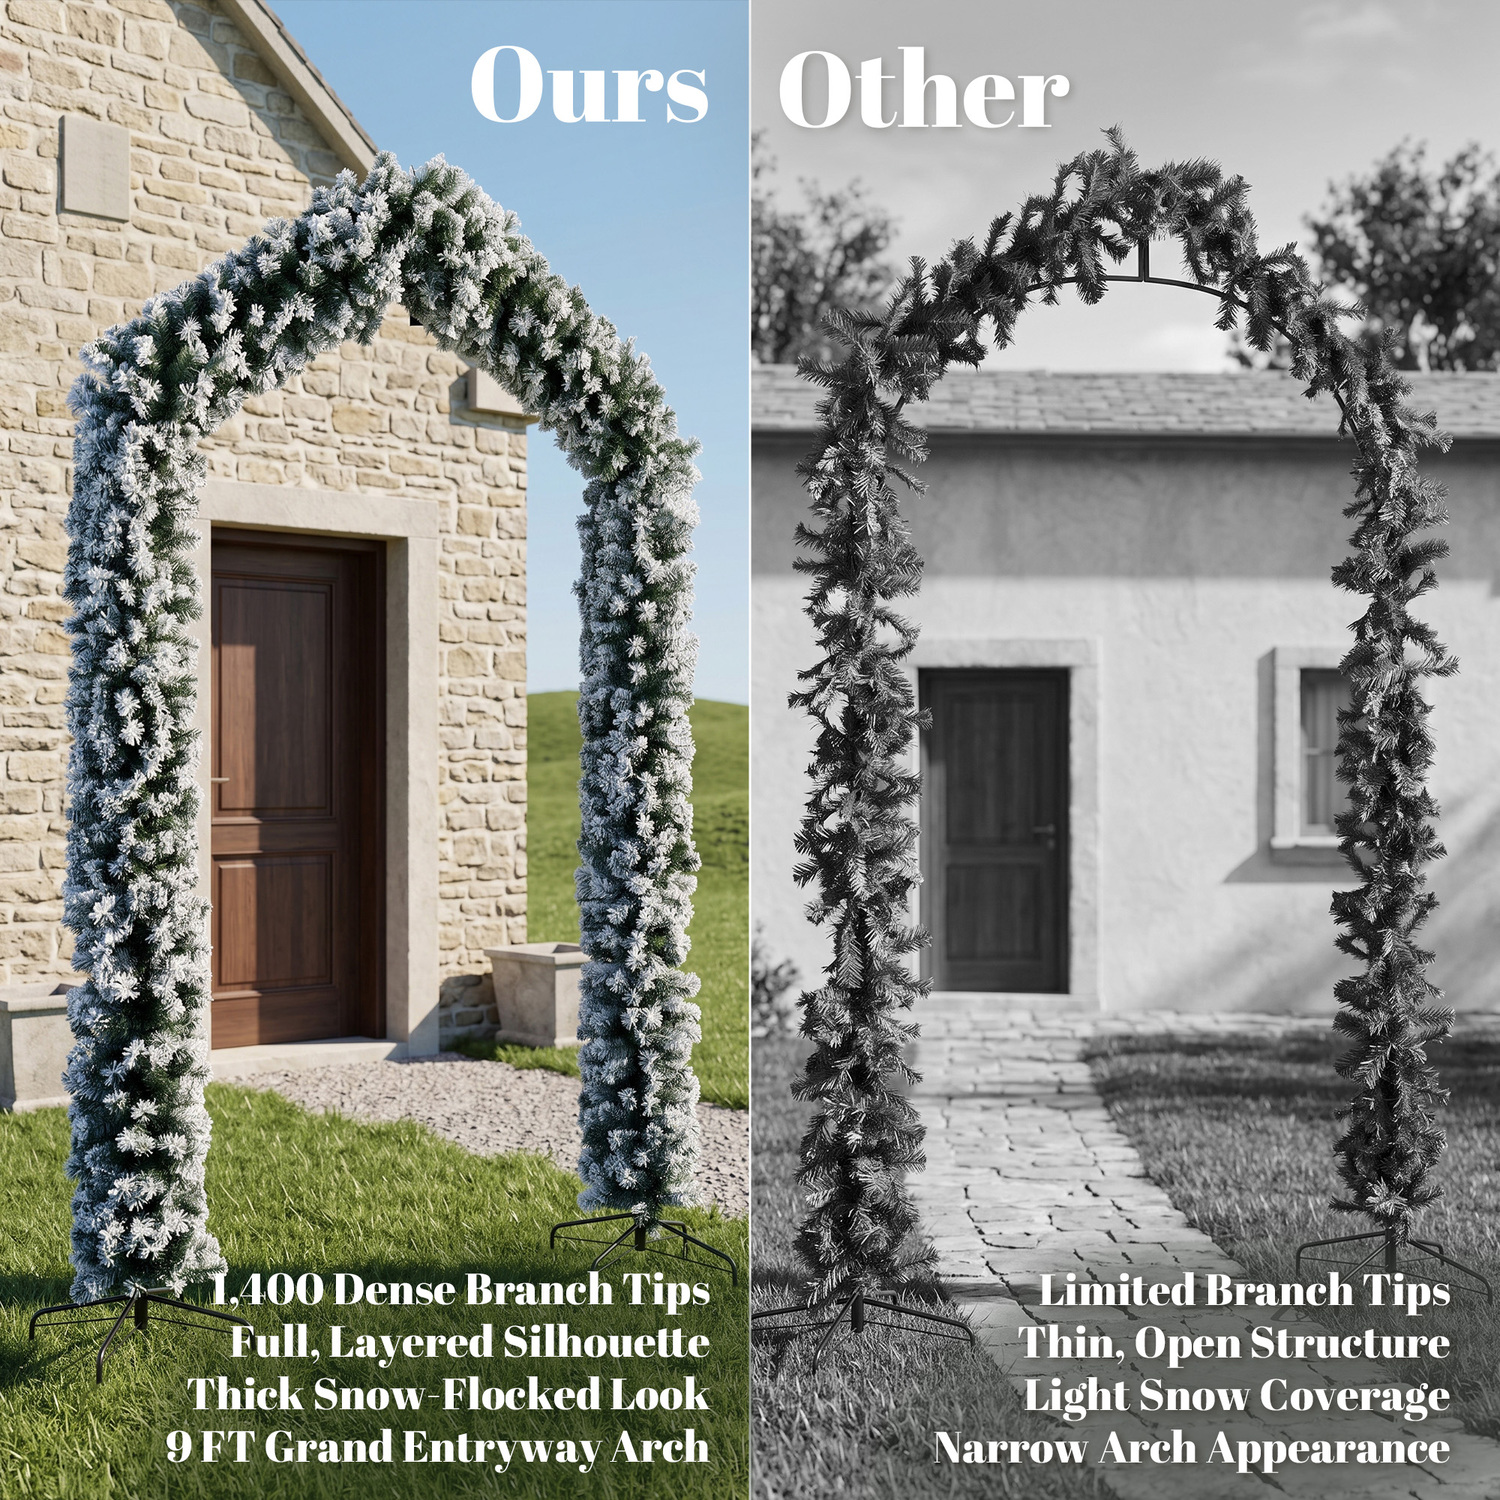 Ours
1,400 Dense Branch Tips
Full, Layered Silhouette
Thick Snow-Flocked Look
9 FT Grand Entryway Arch
Other
Limited Branch Tips
Thin, Open Structure
Light Snow Coverage
Narrow Arch Appearance